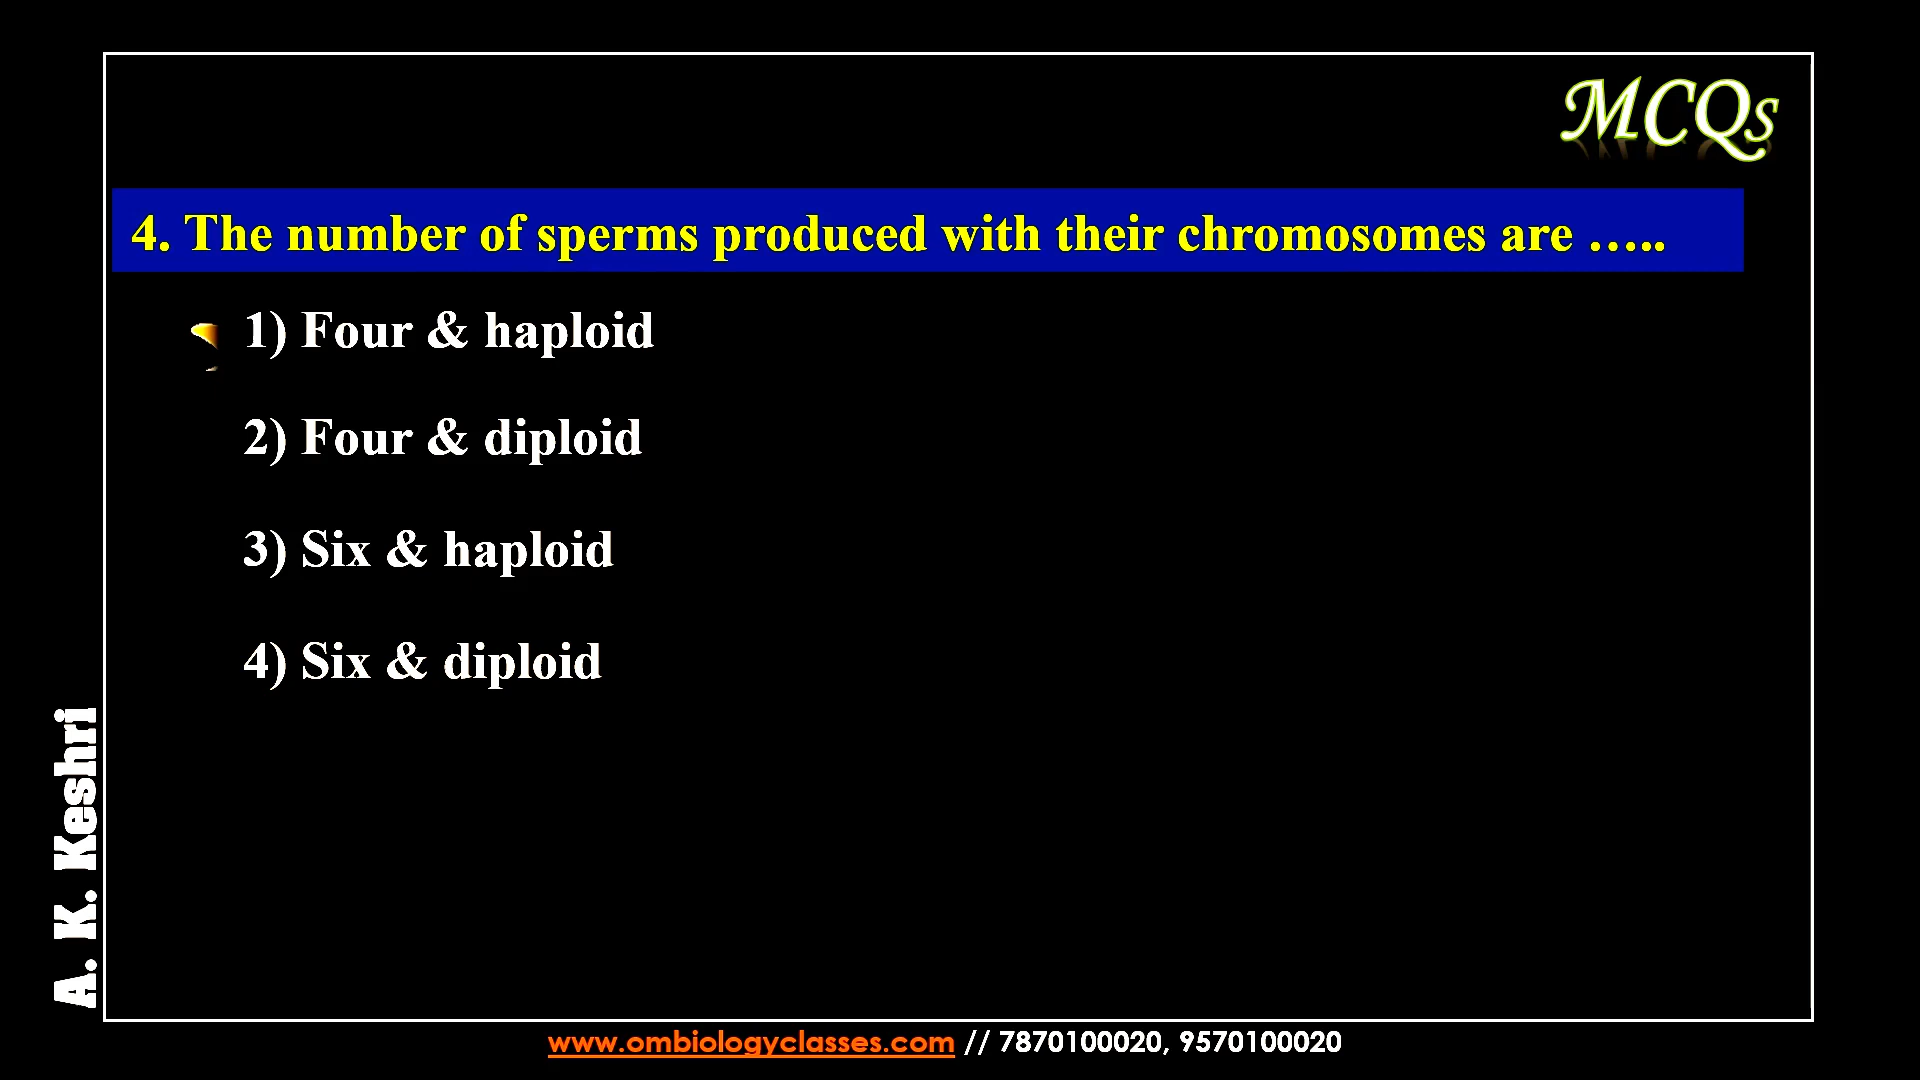 MCQs
4. The number of sperms produced with their chromosomes are …..
1) Four & haploid
2) Four & diploid
3) Six & haploid
4) Six & diploid
A. K. Keshri
www.ombiologyclasses.com // 7870100020, 9570100020